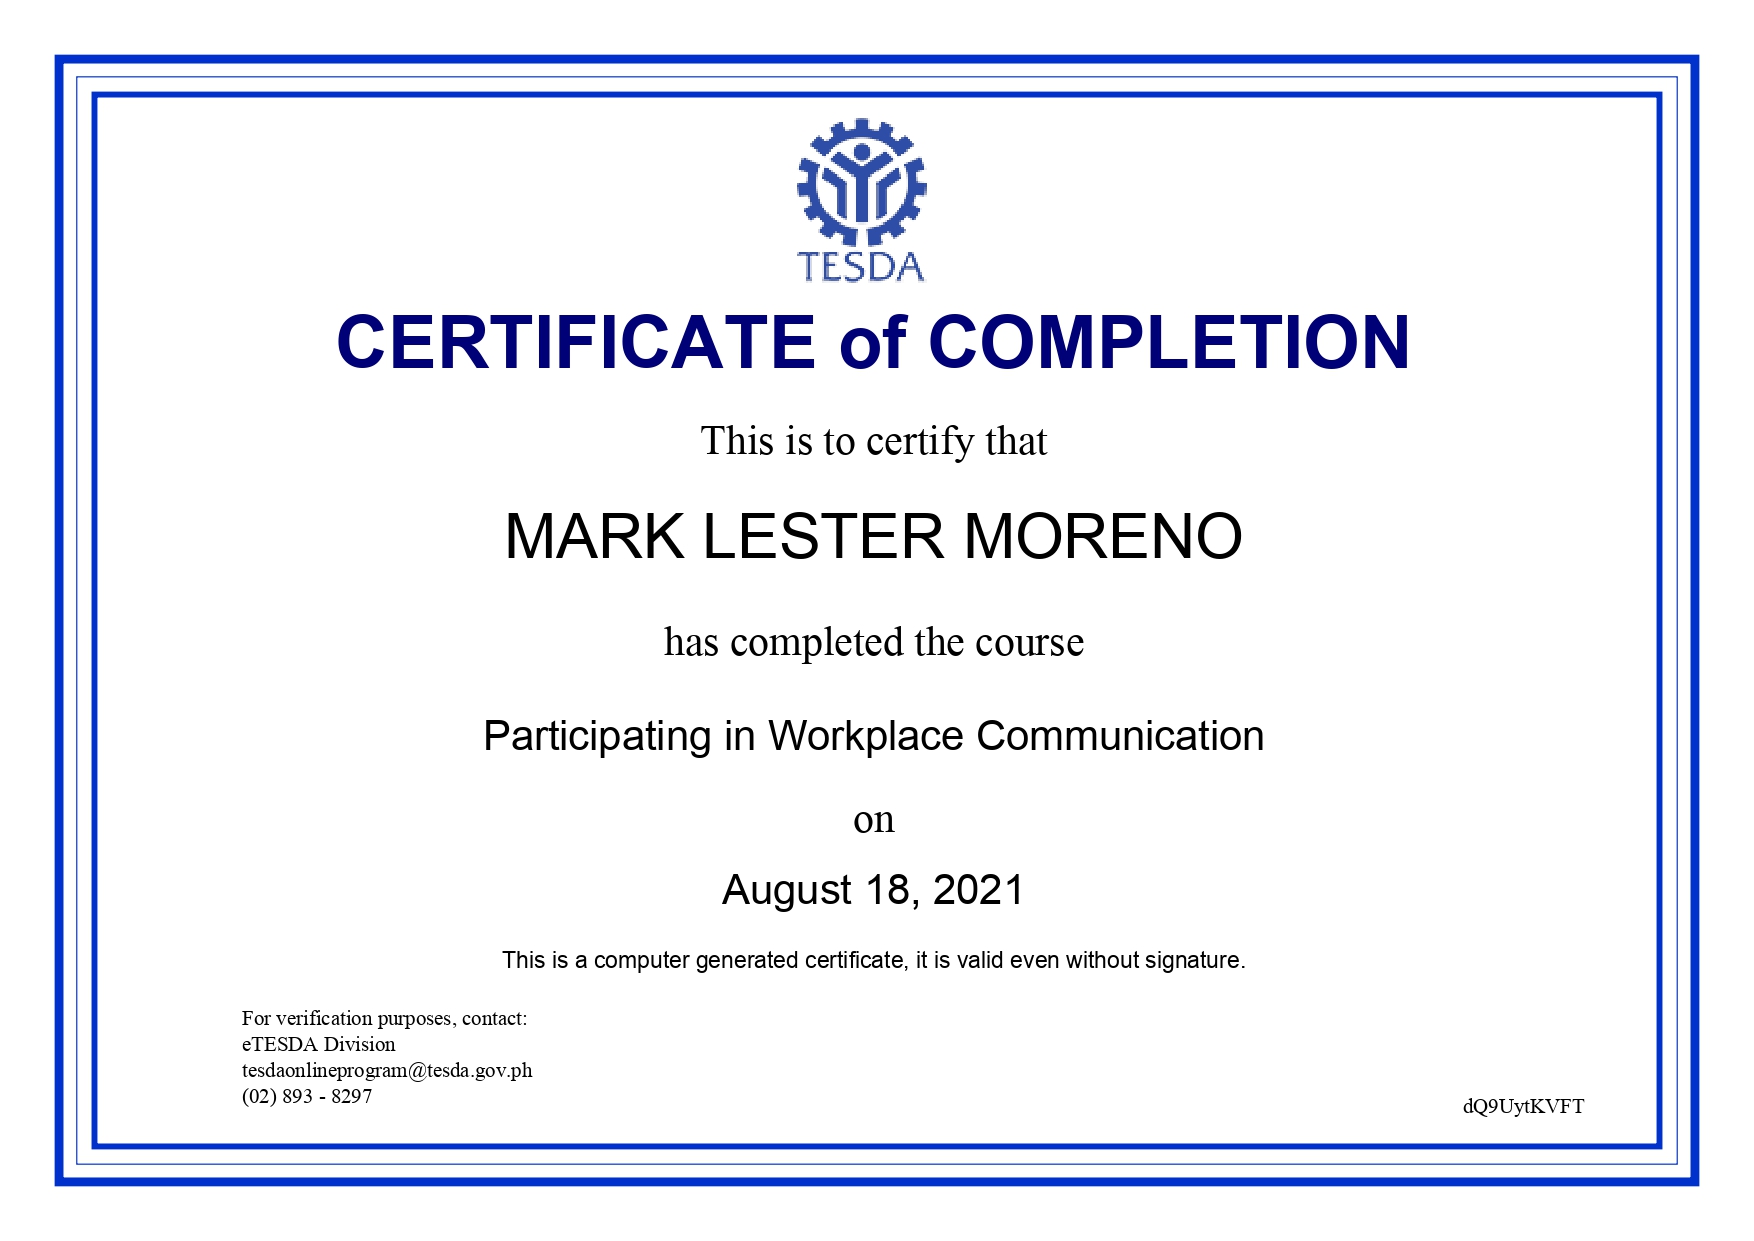 TESDA
CERTIFICATE of COMPLETION
This is to certify that
MARK LESTER MORENO
has completed the course
Participating in Workplace Communication
on
August 18, 2021
This is a computer generated certificate, it is valid even without signature.
For verification purposes, contact:
eTESDA Division
tesdaonlineprogram@tesda.gov.ph
(02) 893 - 8297
dQ9UytKVFT